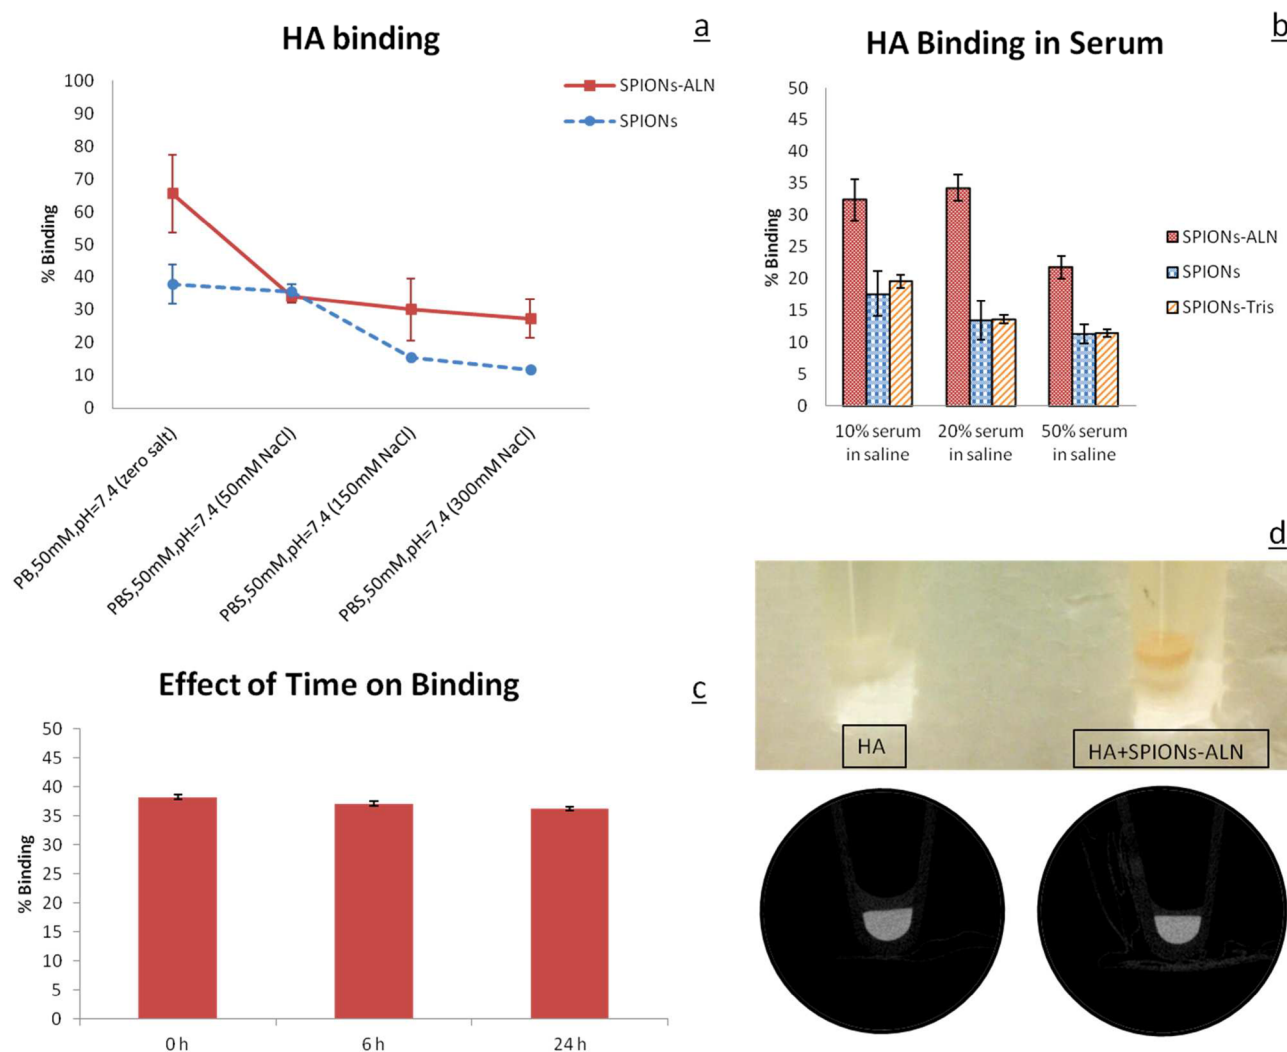 HA binding
a
SPIONs-ALN
SPIONs
100
90
80
70
60
50
40
30
20
10
0
% Binding
PB,50mM,pH=7.4 (zero salt)
PBS,50mM,pH=7.4 (50mM NaCl)
PBS,50mM,pH=7.4 (150mM NaCl)
PBS,50mM,pH=7.4 (300mM NaCl)
HA Binding in Serum
b
50
45
40
35
30
25
20
15
10
5
0
% Binding
SPIONs-ALN
SPIONs
SPIONs-Tris
10% serum
in saline
20% serum
in saline
50% serum
in saline
Effect of Time on Binding
c
50
45
40
35
30
25
20
15
10
5
0
% Binding
0 h
6 h
24 h
d
HA
HA+SPIONs-ALN